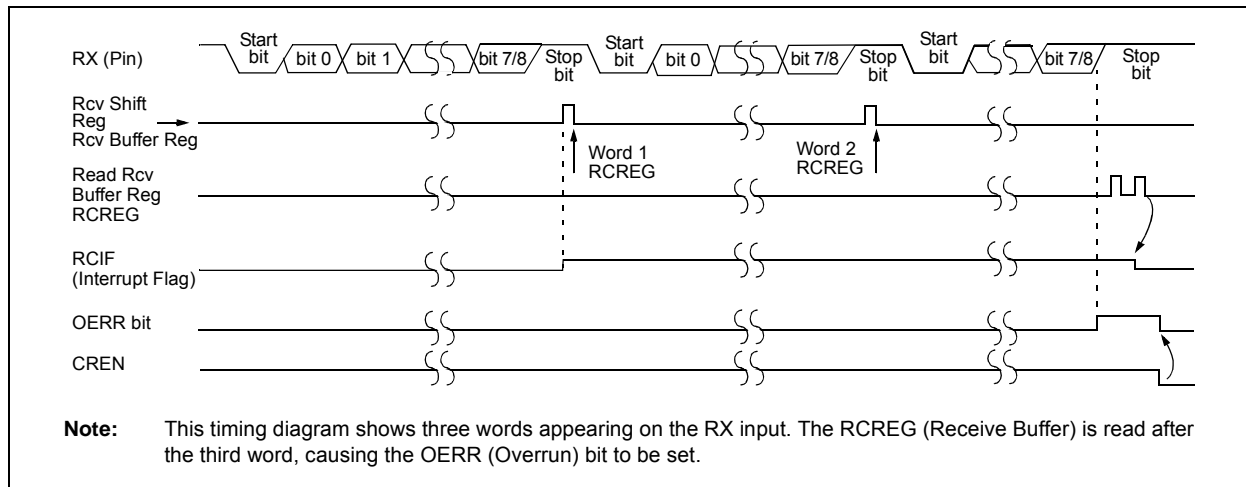 RX (Pin)
Start bit
bit 0
bit 1
bit 7/8
Stop bit
Start bit
bit 0
bit 7/8
Stop bit
Start bit
bit 7/8
Stop bit
Rcv Shift
Reg
Rcv Buffer Reg
Word 1
RCREG
Word 2
RCREG
Read Rcv
Buffer Reg
RCREG
RCIF
(Interrupt Flag)
OERR bit
CREN
Note: This timing diagram shows three words appearing on the RX input. The RCREG (Receive Buffer) is read after
the third word, causing the OERR (Overrun) bit to be set.